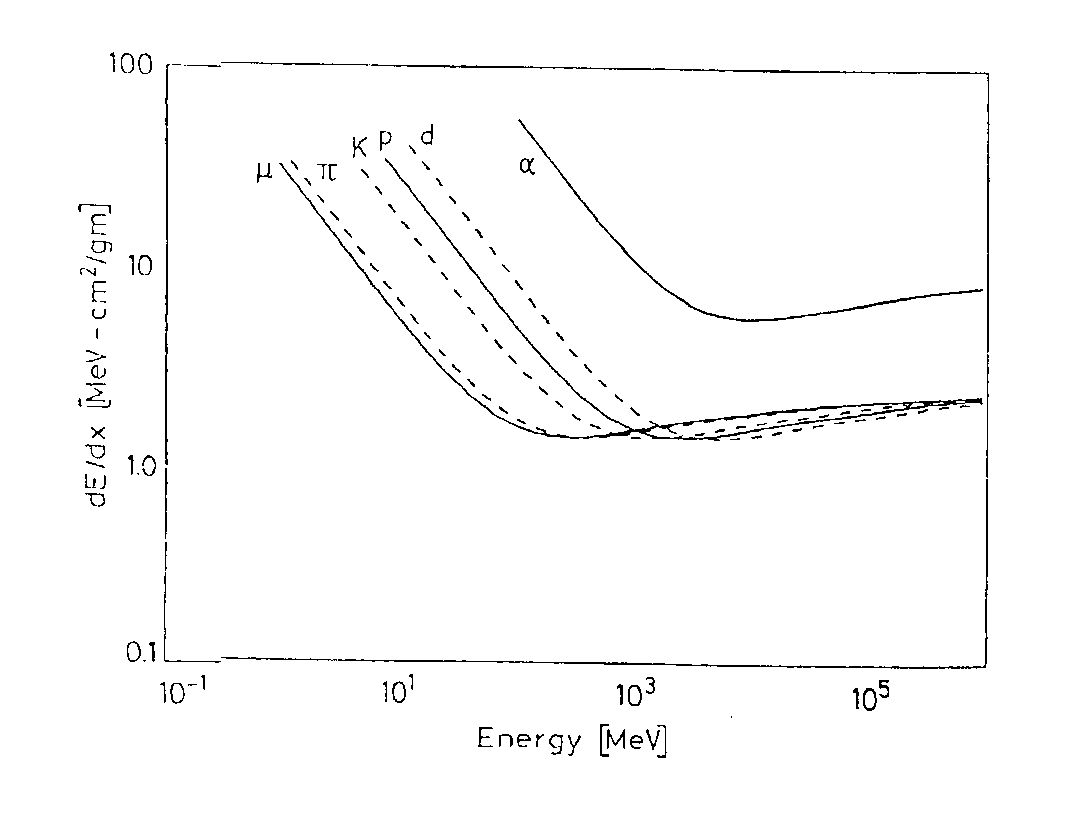 100
K p d
μ π α
10
1.0
0.1
dE/dx [MeV-cm²/gm]
10⁻¹ 10¹ 10³ 10⁵
Energy [MeV]